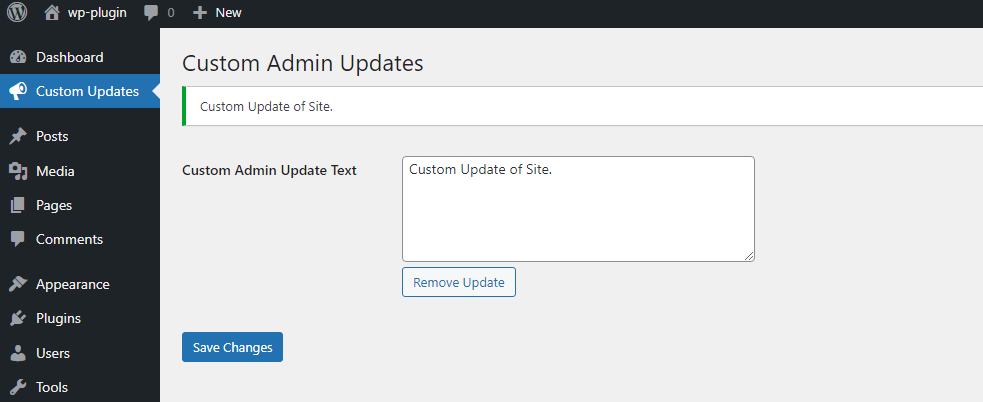 wp-plugin 0 New
Dashboard
Custom Updates
Posts
Media
Pages
Comments
Appearance
Plugins
Users
Tools
Custom Admin Updates
Custom Update of Site.
Custom Admin Update Text
Custom Update of Site.
Remove Update
Save Changes